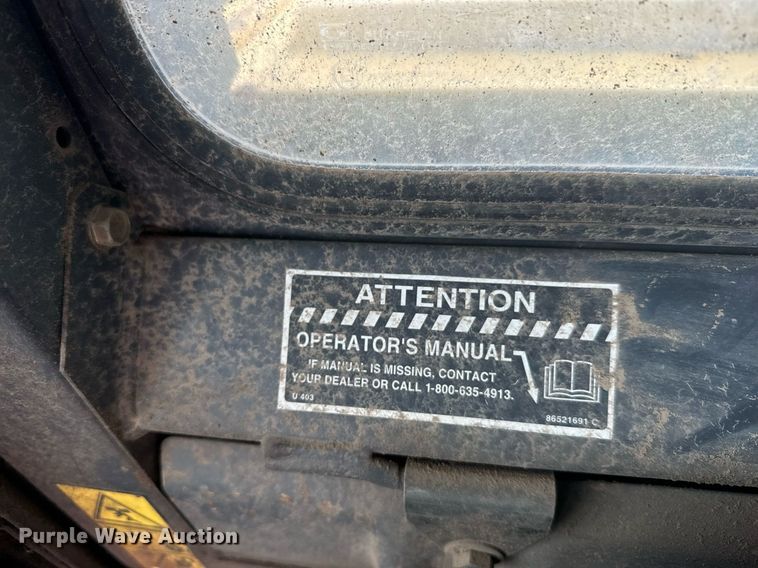 ATTENTION
OPERATOR'S MANUAL
IF MANUAL IS MISSING, CONTACT
YOUR DEALER OR CALL 1-800-635-4913.
U 403
86521691 C
Purple Wave Auction